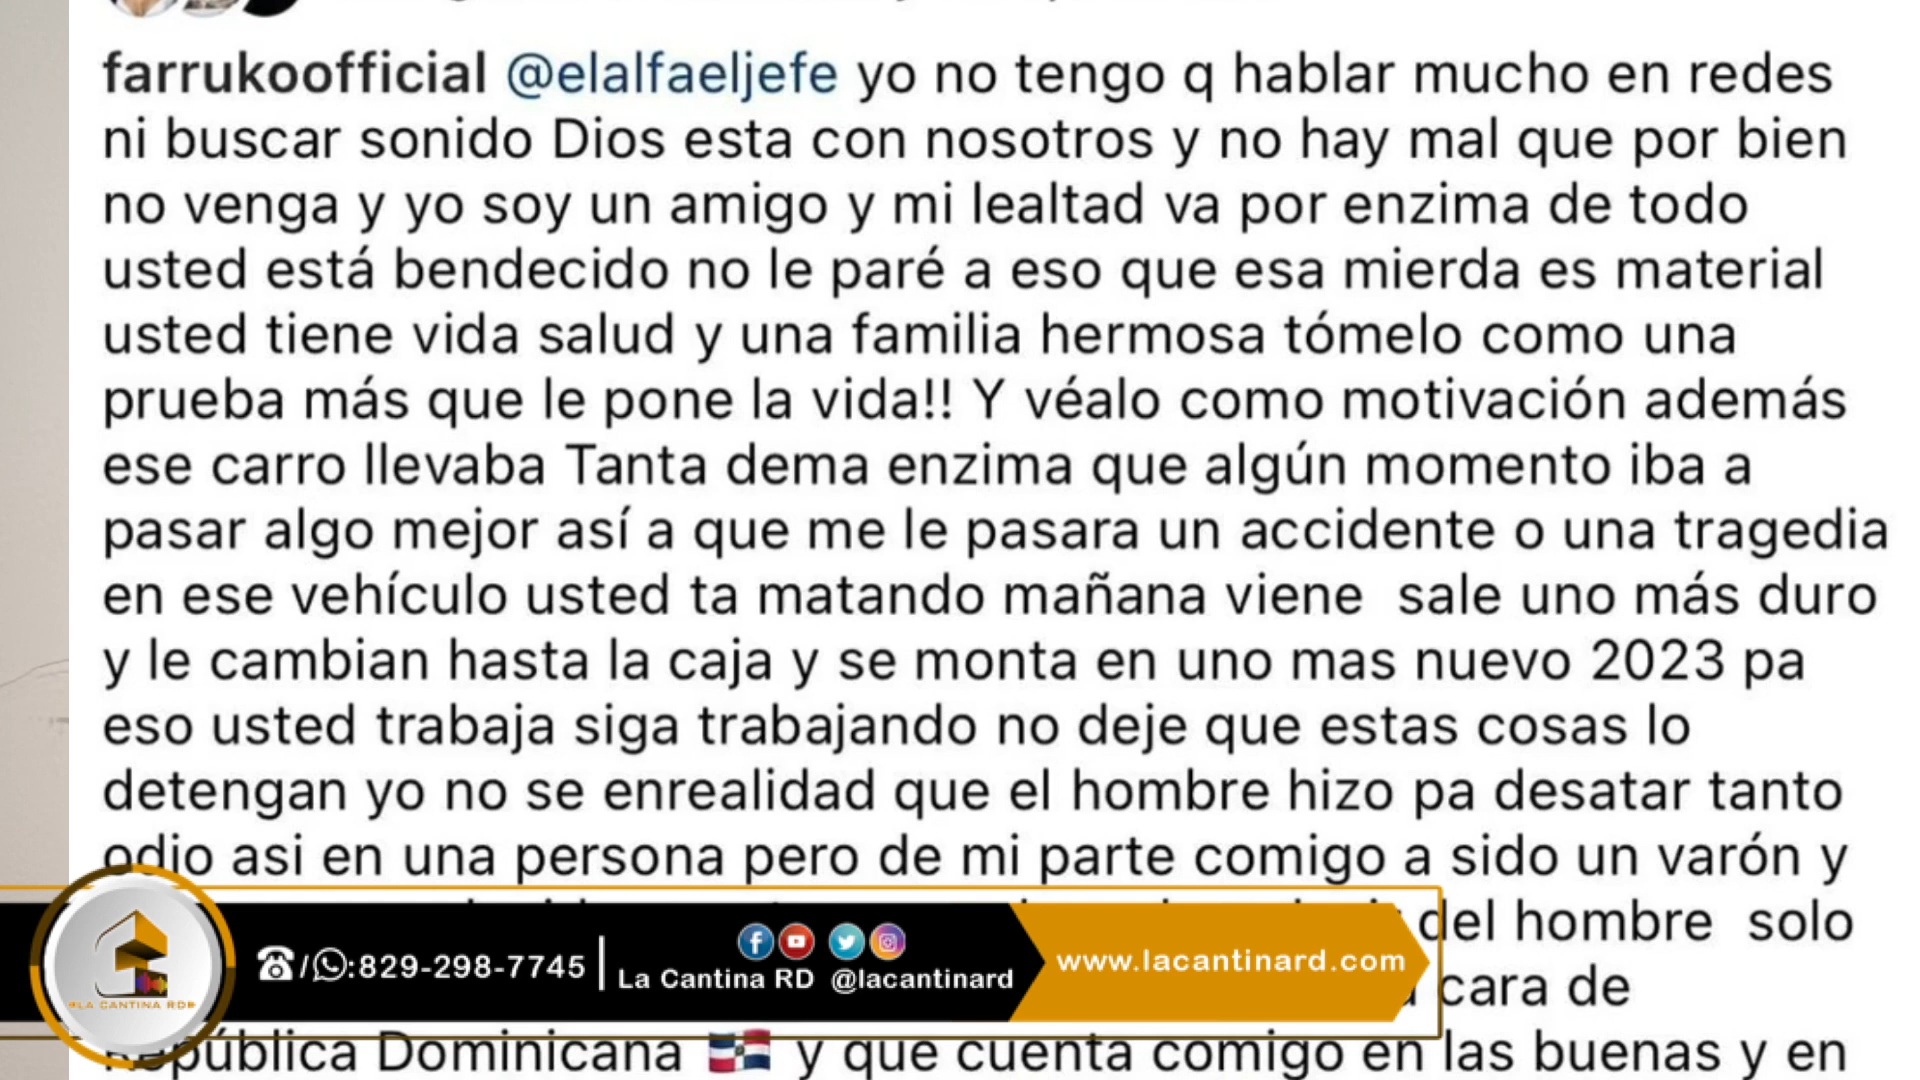 farrukoofficial @elalfaeljefe yo no tengo q hablar mucho en redes
ni buscar sonido Dios esta con nosotros y no hay mal que por bien
no venga y yo soy un amigo y mi lealtad va por enzima de todo
usted está bendecido no le paré a eso que esa mierda es material
usted tiene vida salud y una familia hermosa tómelo como una
prueba más que le pone la vida!! Y véalo como motivación además
ese carro llevaba Tanta dema enzima que algún momento iba a
pasar algo mejor así a que me le pasara un accidente o una tragedia
en ese vehículo usted ta matando mañana viene  sale uno más duro
y le cambian hasta la caja y se monta en uno mas nuevo 2023 pa
eso usted trabaja siga trabajando no deje que estas cosas lo
detengan yo no se enrealidad que el hombre hizo pa desatar tanto
odio asi en una persona pero de mi parte comigo a sido un varón y
del hombre  solo
cara de
República Dominicana 🇩🇴 y que cuenta comigo en las buenas y en
LA CANTINA RD
/ :829-298-7745 |
La Cantina RD @lacantinard
www.lacantinard.com